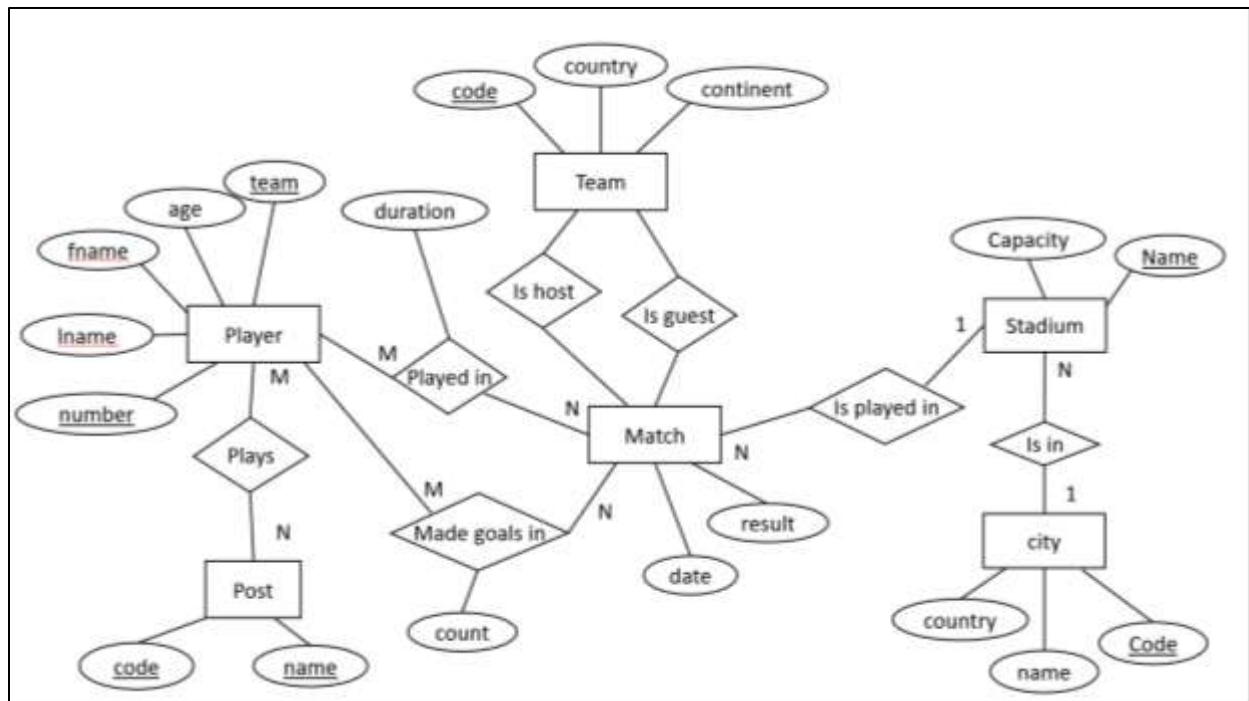 country
code
continent
Team
team
age
duration
fname
Capacity
Name
Is host
Is guest
lname
Player
1
Stadium
M
M
Played in
N
number
N
Is played in
Match
N
Is in
Plays
M
1
Made goals in
N
result
city
N
date
Post
country
count
Code
code
name
name